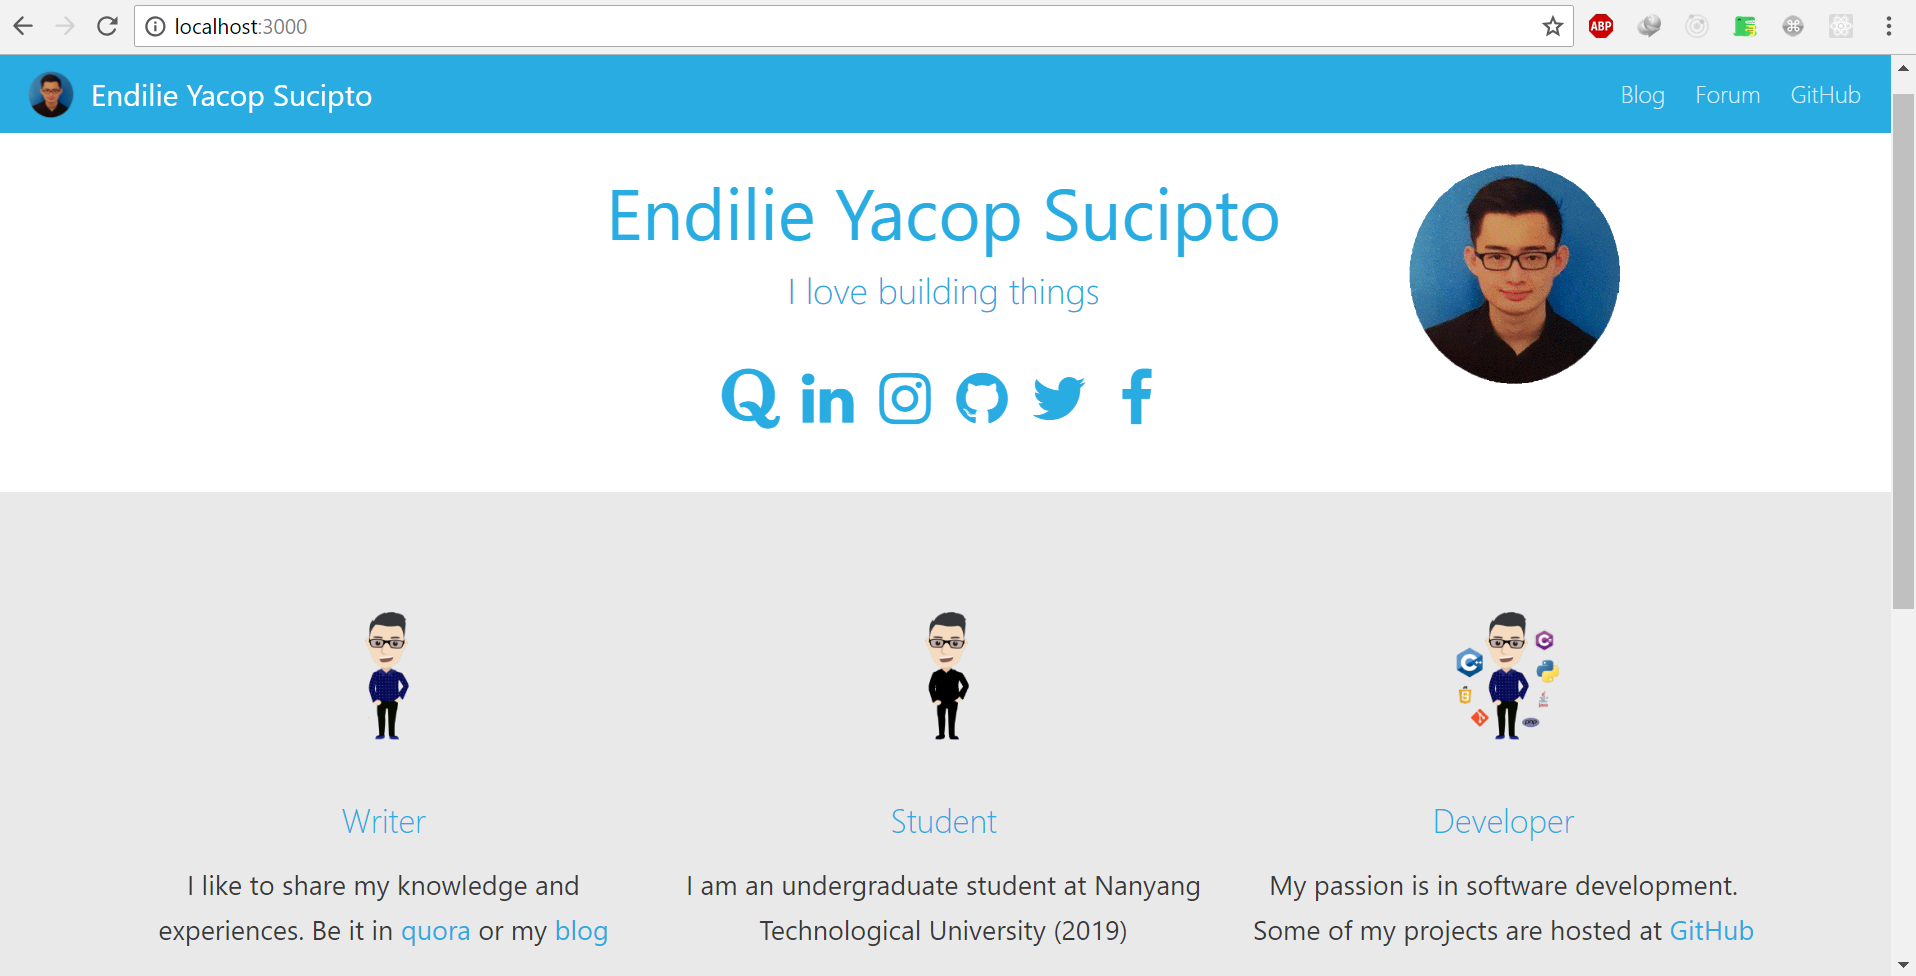 localhost:3000
ABP
Endilie Yacop Sucipto
Blog Forum GitHub
Endilie Yacop Sucipto
I love building things
Writer
Student
Developer
I like to share my knowledge and
experiences. Be it in quora or my blog
I am an undergraduate student at Nanyang
Technological University (2019)
My passion is in software development.
Some of my projects are hosted at GitHub